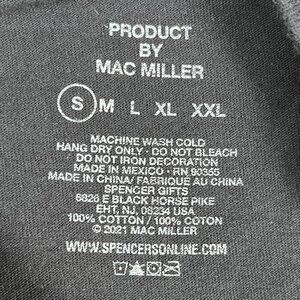 PRODUCT
BY
MAC MILLER
S M L XL XXL
MACHINE WASH COLD
HANG DRY ONLY - DO NOT BLEACH
DO NOT IRON DECORATION
MADE IN MEXICO · RN 90355
MADE IN CHINA/ FABRIQUÉ AU CHINA
SPENCER GIFTS
6826 E BLACK HORSE PIKE
EHT, NJ, 08234 USA
100% COTTON / 100% COTON
© 2021 MAC MILLER
WWW.SPENCERSONLINE.COM